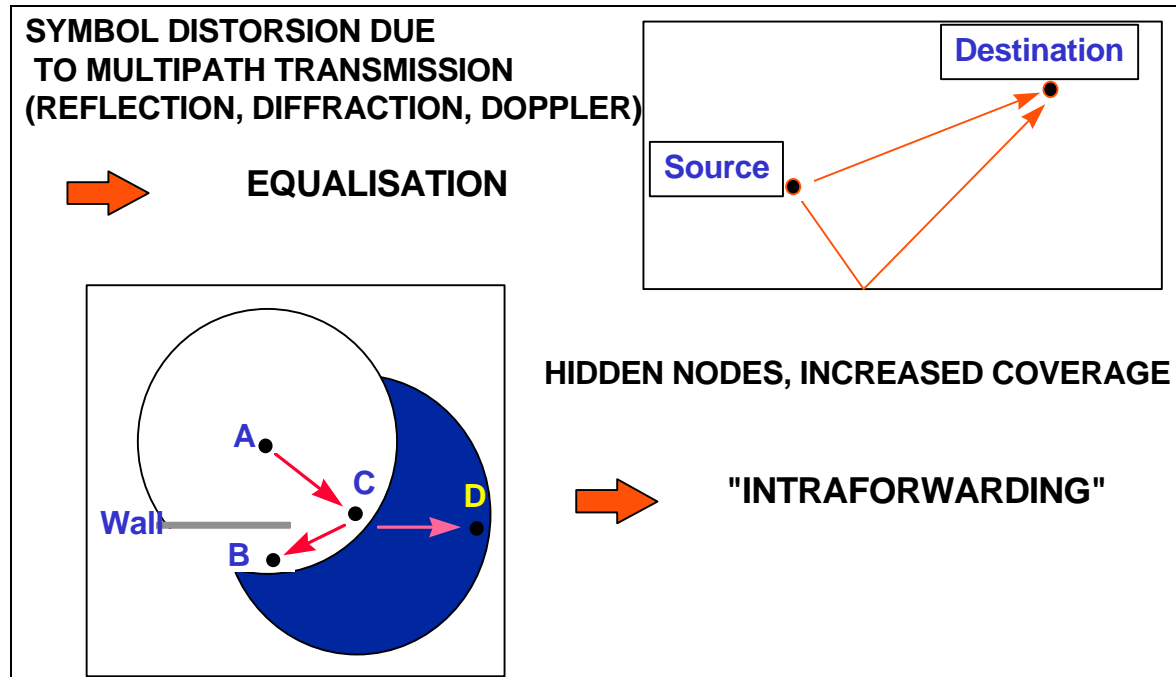 SYMBOL DISTORSION DUE
TO MULTIPATH TRANSMISSION
(REFLECTION, DIFFRACTION, DOPPLER)
EQUALISATION
Destination
Source
HIDDEN NODES, INCREASED COVERAGE
"INTRAFORWARDING"
A
C
D
Wall
B